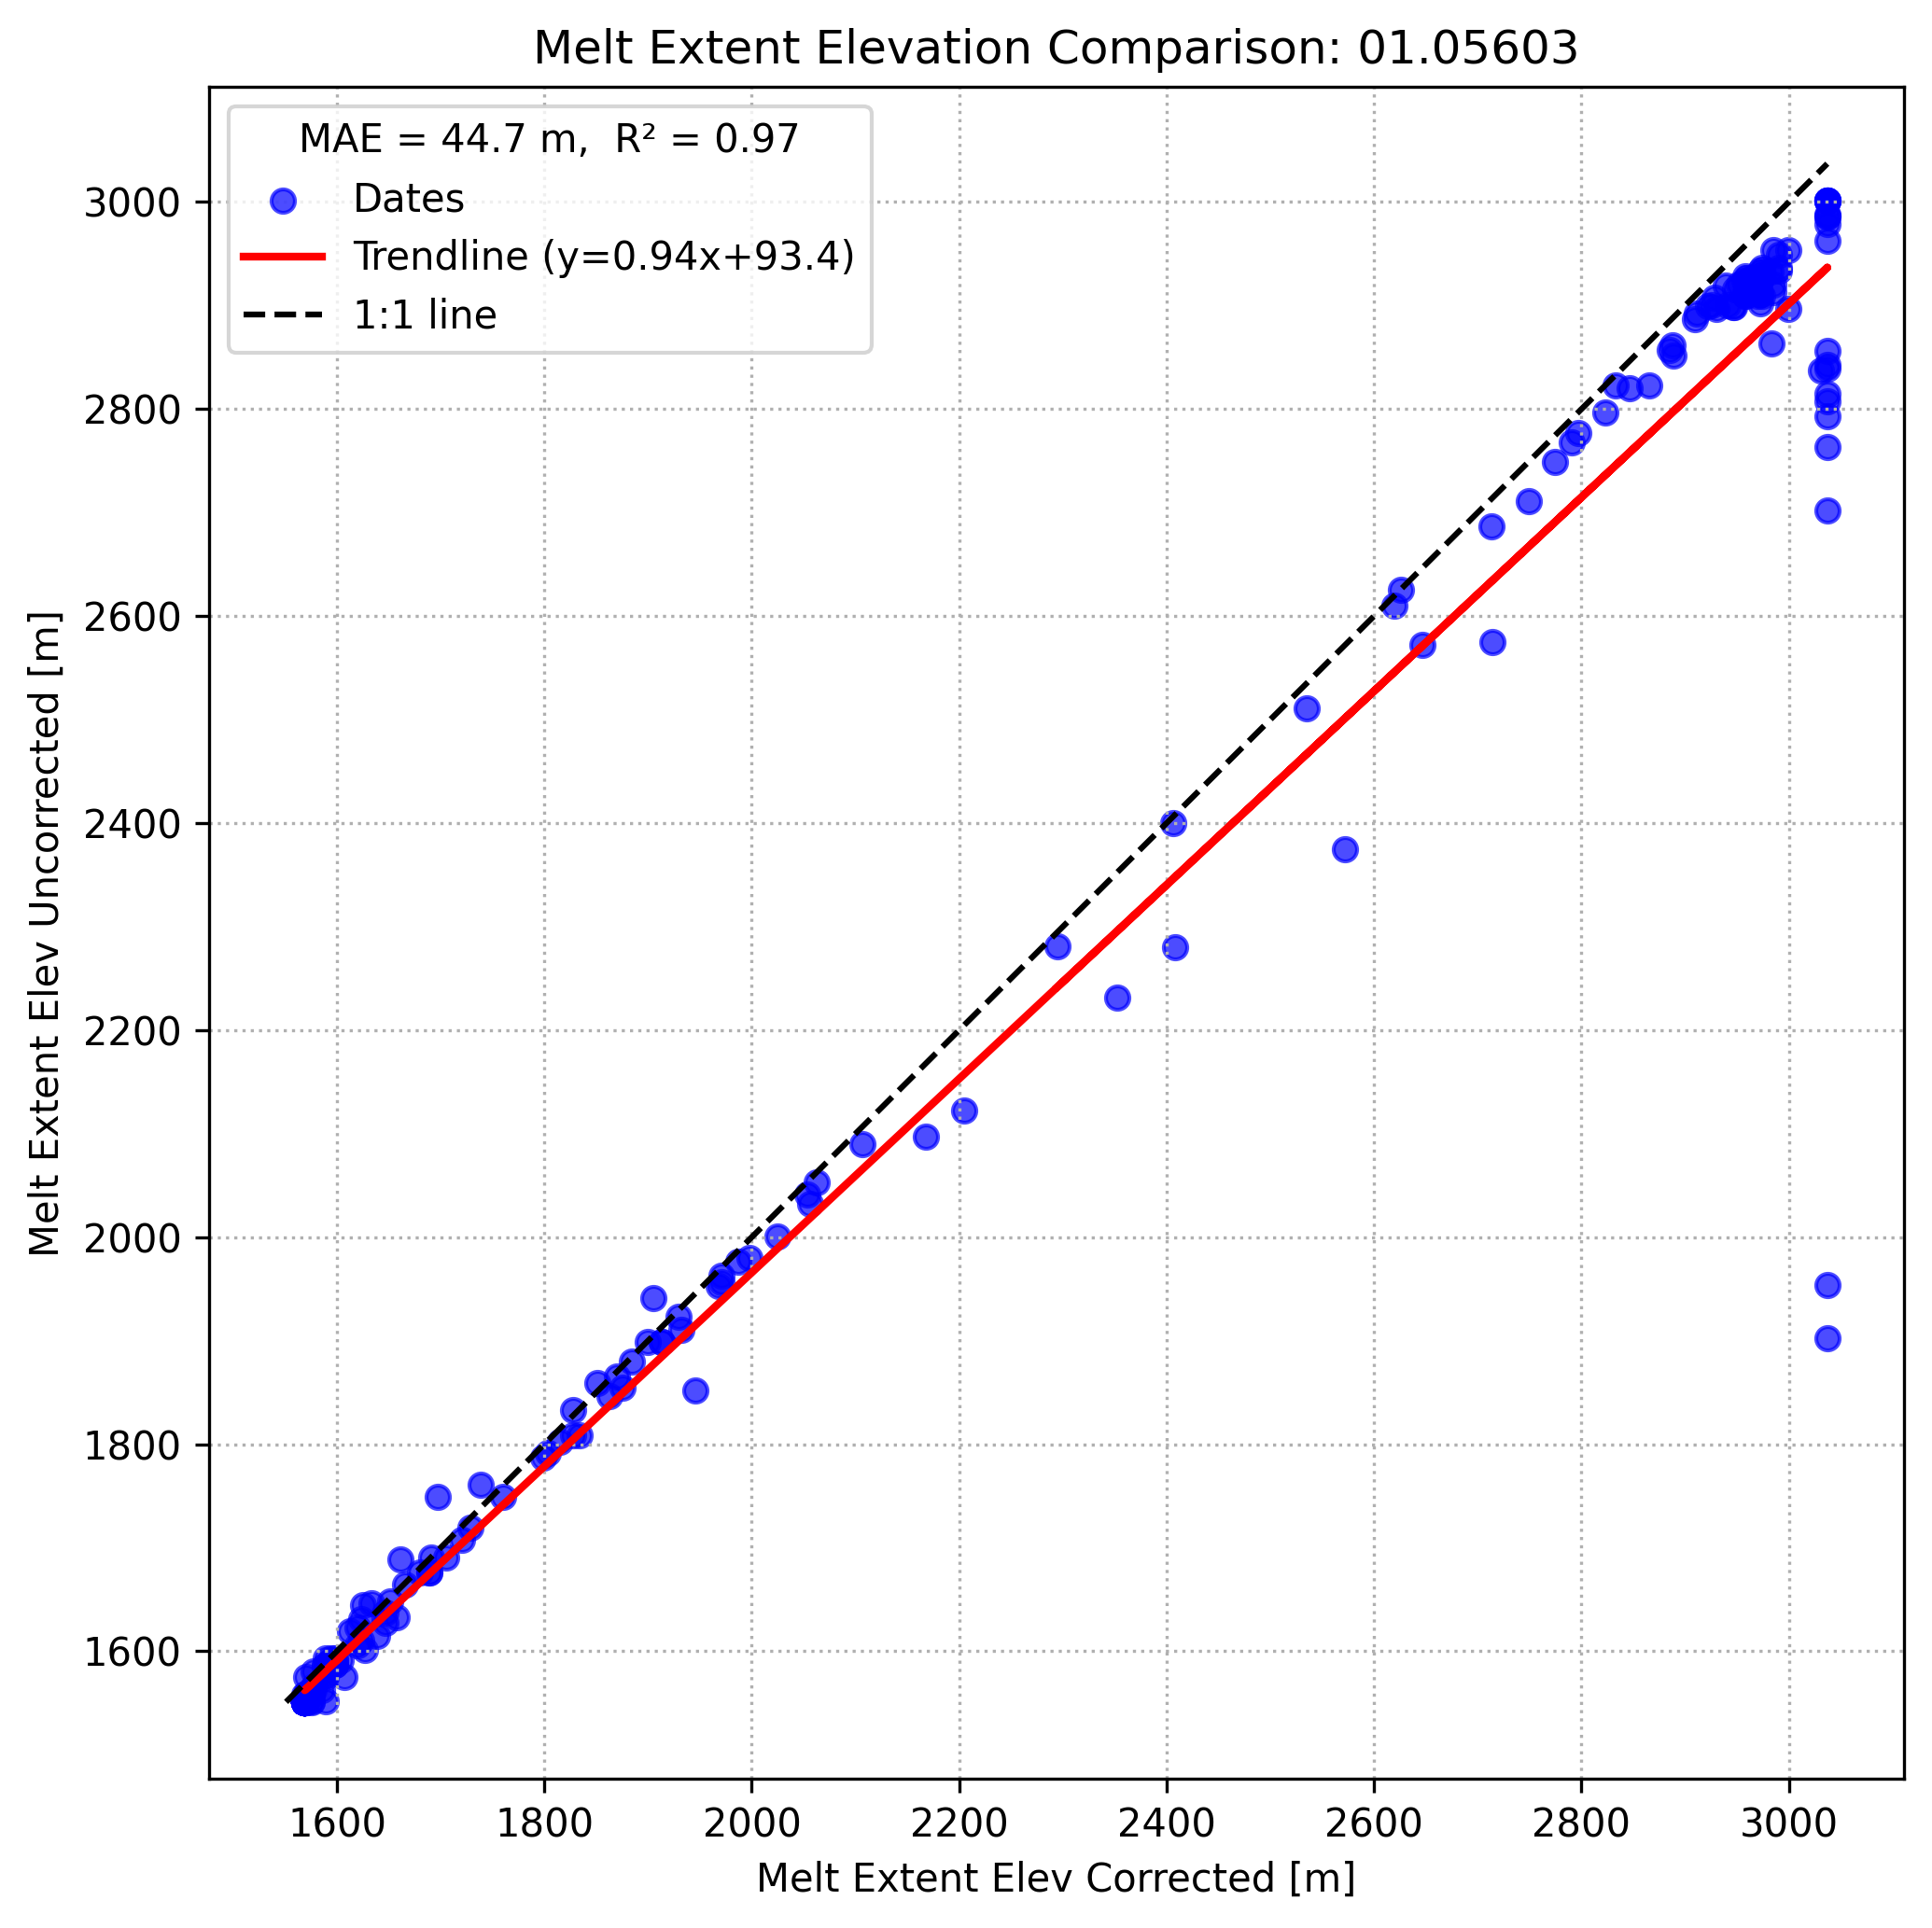 Melt Extent Elevation Comparison: 01.05603
MAE = 44.7 m,  R² = 0.97
Dates
Trendline (y=0.94x+93.4)
1:1 line
Melt Extent Elev Uncorrected [m]
3000
2800
2600
2400
2200
2000
1800
1600
1600 1800 2000 2200 2400 2600 2800 3000
Melt Extent Elev Corrected [m]